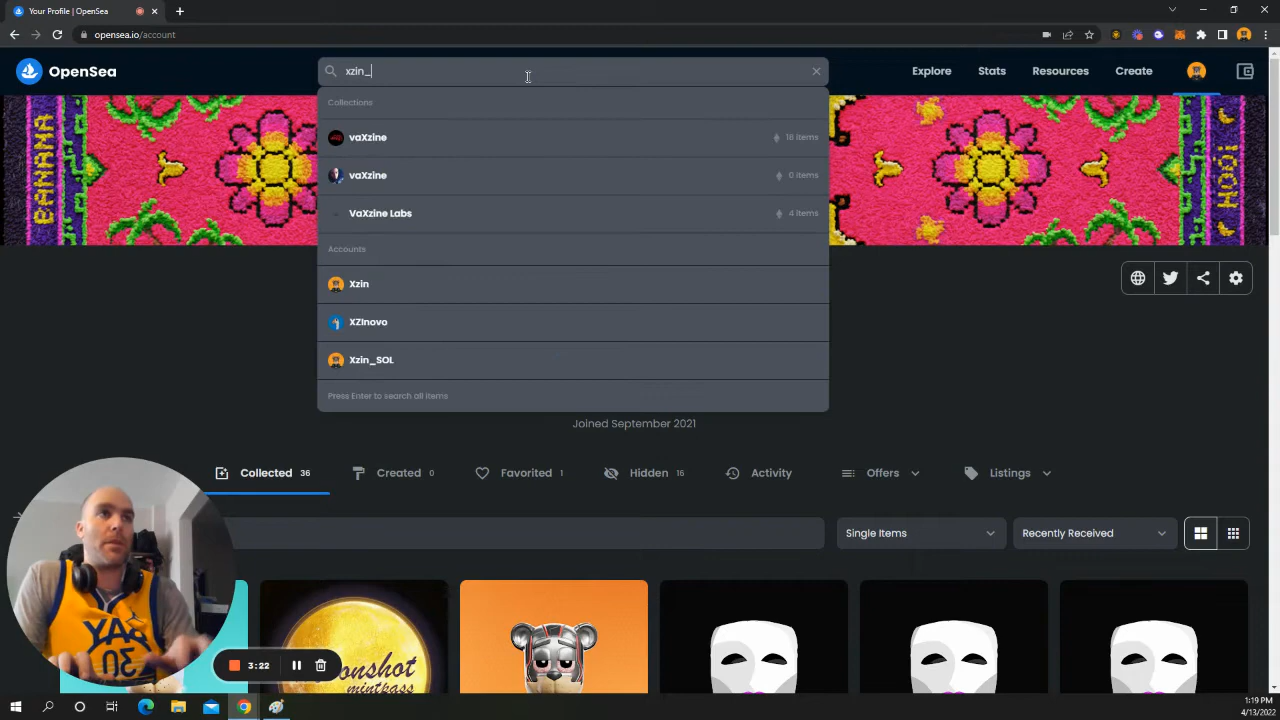 Your Profile | OpenSea
opensea.io/account
OpenSea
xzin_
Explore
Stats
Resources
Create
Collections
vaXzine
18 items
vaXzine
0 items
VaXzine Labs
4 items
Accounts
Xzin
XZInovo
Xzin_SOL
Press Enter to search all items
BANANA
Joined September 2021
Collected 36
Created 0
Favorited 1
Hidden 16
Activity
Offers
Listings
Single Items
Recently Received
mintpass
3:22
1:19 PM
4/13/2022